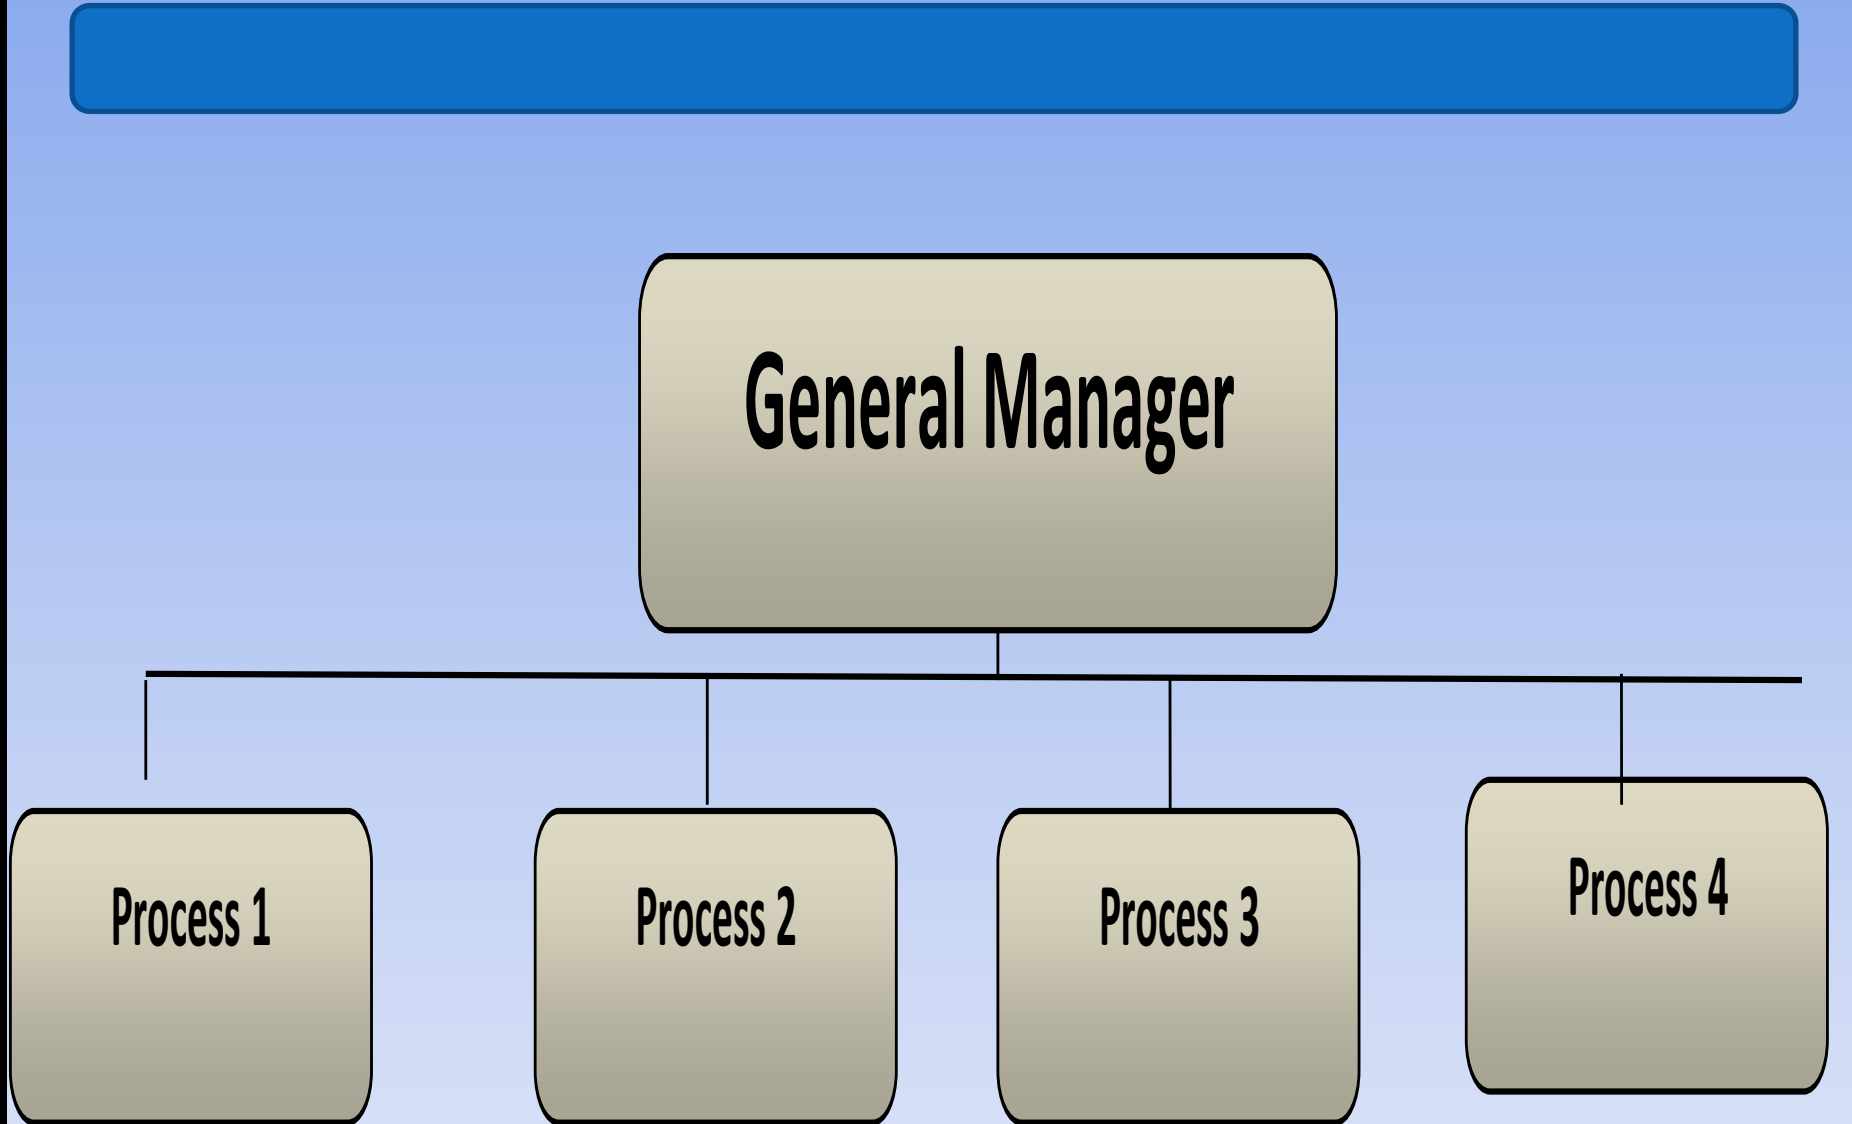 General Manager
Process 1
Process 2
Process 3
Process 4